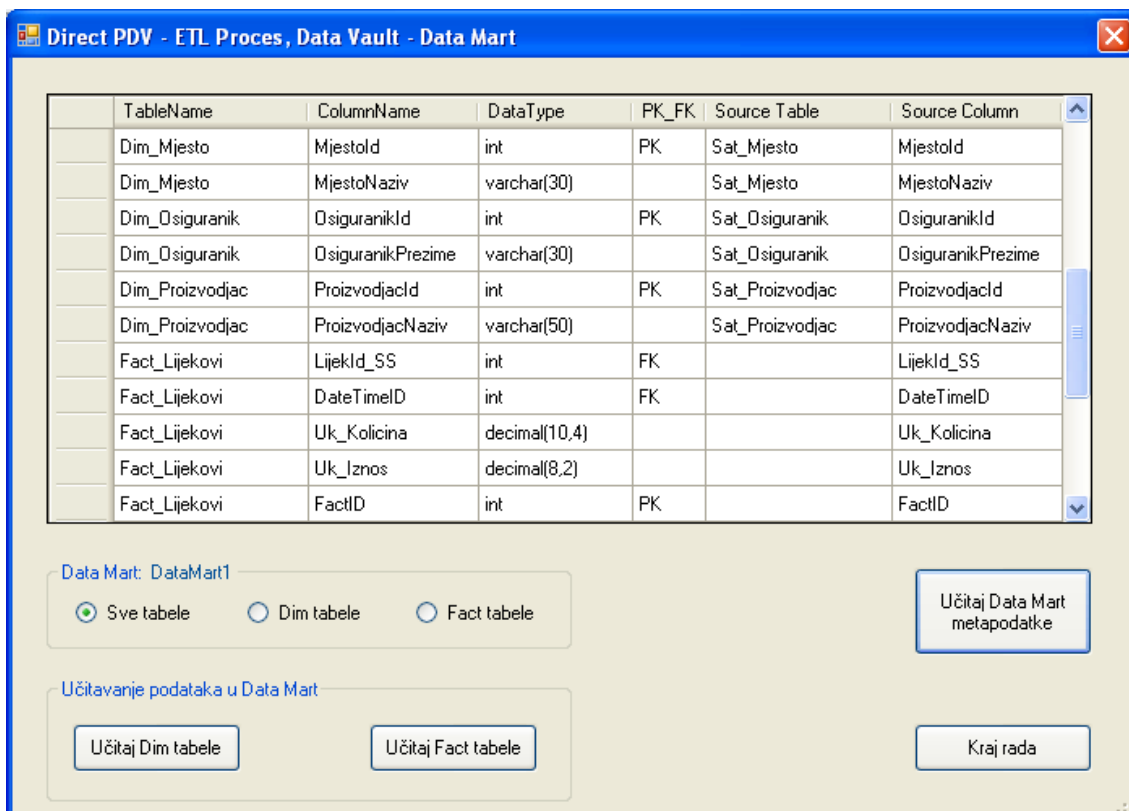 Direct PDV - ETL Proces, Data Vault - Data Mart
TableName ColumnName DataType PK_FK Source Table Source Column
Dim_Mjesto MjestoId int PK Sat_Mjesto MjestoId
Dim_Mjesto MjestoNaziv varchar(30) Sat_Mjesto MjestoNaziv
Dim_Osiguranik OsiguranikId int PK Sat_Osiguranik OsiguranikId
Dim_Osiguranik OsiguranikPrezime varchar(30) Sat_Osiguranik OsiguranikPrezime
Dim_Proizvodjac ProizvodjacId int PK Sat_Proizvodjac ProizvodjacId
Dim_Proizvodjac ProizvodjacNaziv varchar(50) Sat_Proizvodjac ProizvodjacNaziv
Fact_Lijekovi LijekId_SS int FK LijekId_SS
Fact_Lijekovi DateTimeID int FK DateTimeID
Fact_Lijekovi Uk_Kolicina decimal(10,4) Uk_Kolicina
Fact_Lijekovi Uk_Iznos decimal(8,2) Uk_Iznos
Fact_Lijekovi FactID int PK FactID
Data Mart: DataMart1
Sve tabele Dim tabele Fact tabele
Učitaj Data Mart
metapodatke
Učitavanje podataka u Data Mart
Učitaj Dim tabele Učitaj Fact tabele
Kraj rada